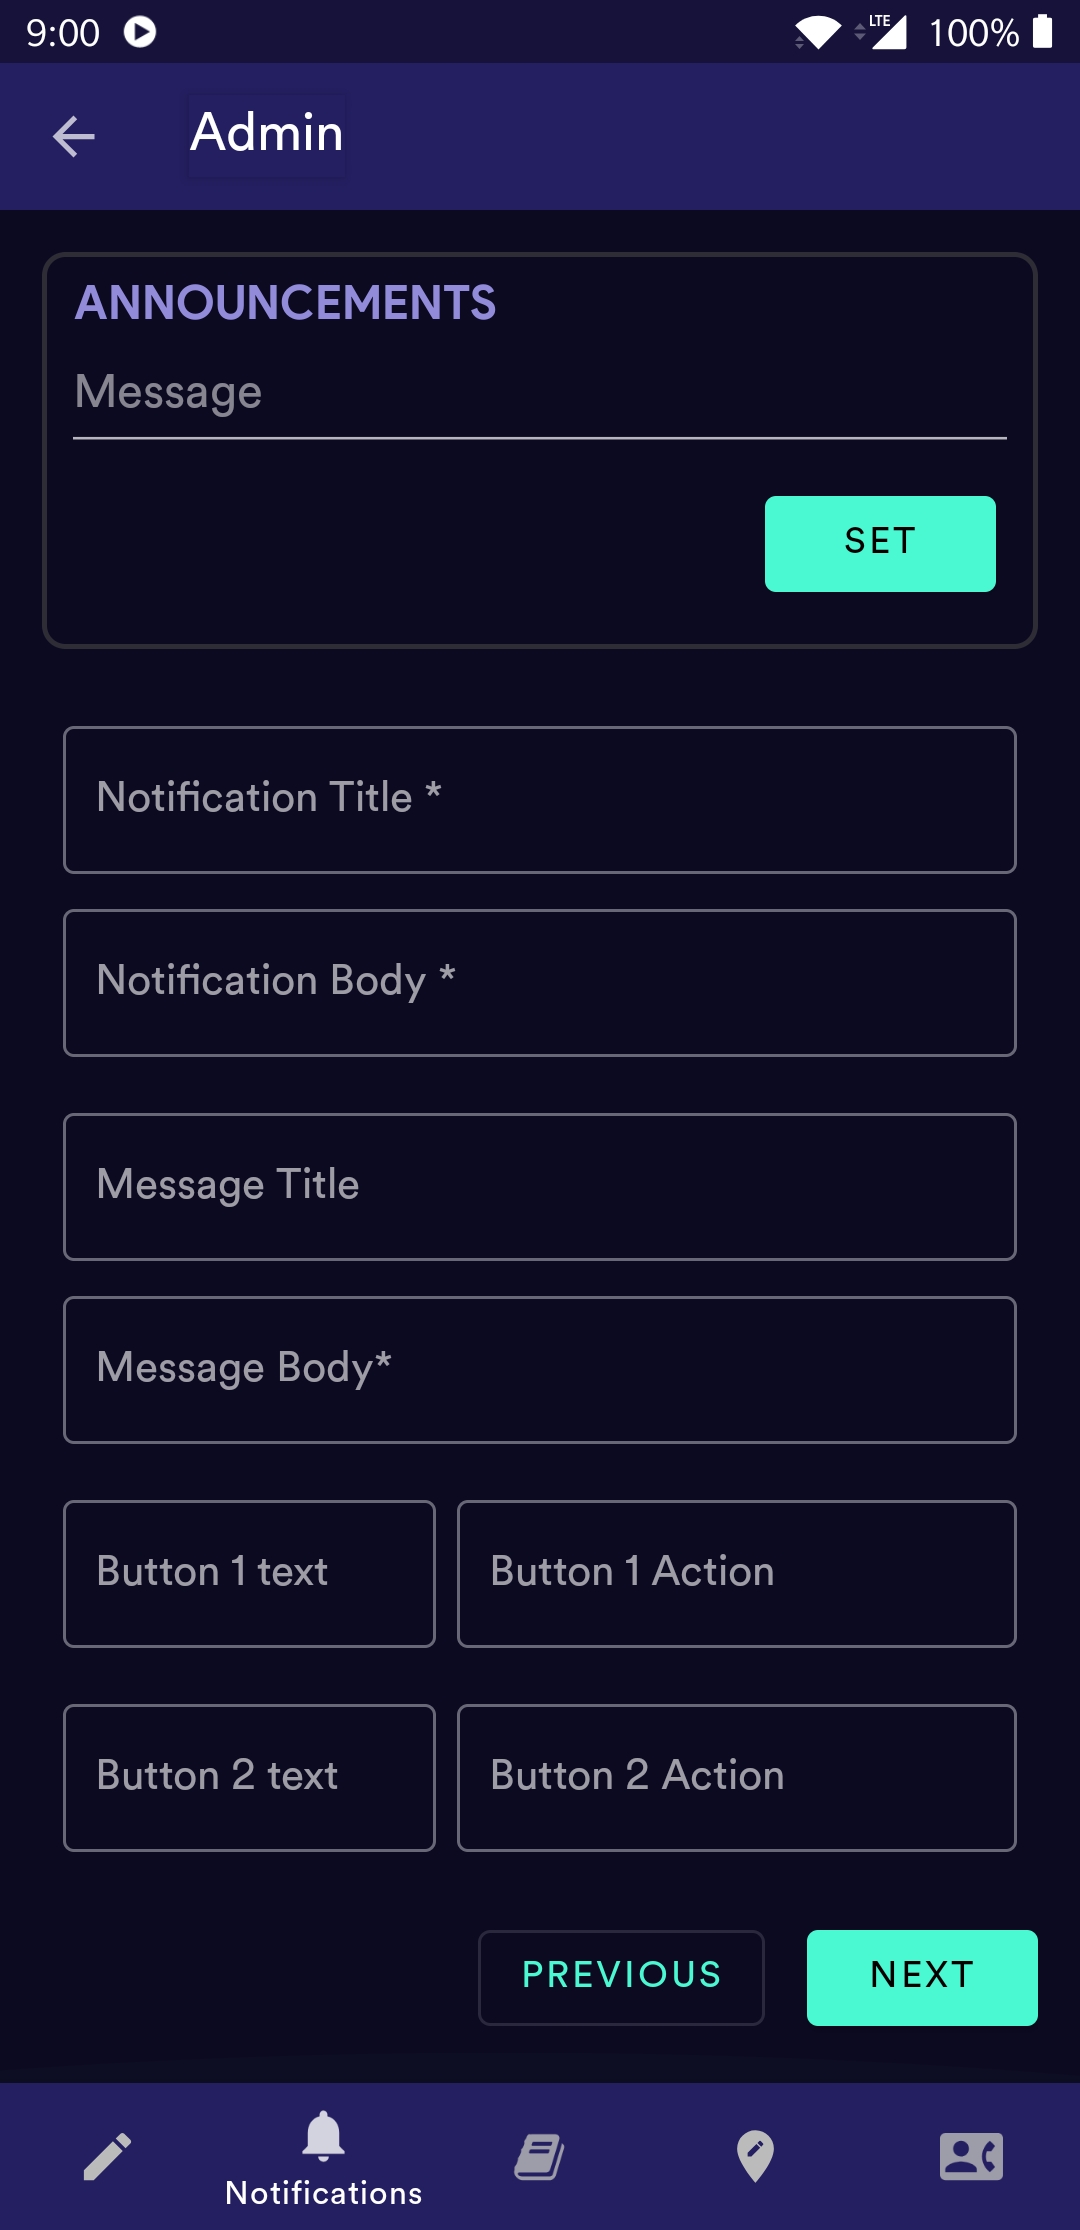 9:00 LTE 100%
Admin
ANNOUNCEMENTS
Message
SET
Notification Title *
Notification Body *
Message Title
Message Body*
Button 1 text Button 1 Action
Button 2 text Button 2 Action
PREVIOUS NEXT
Notifications